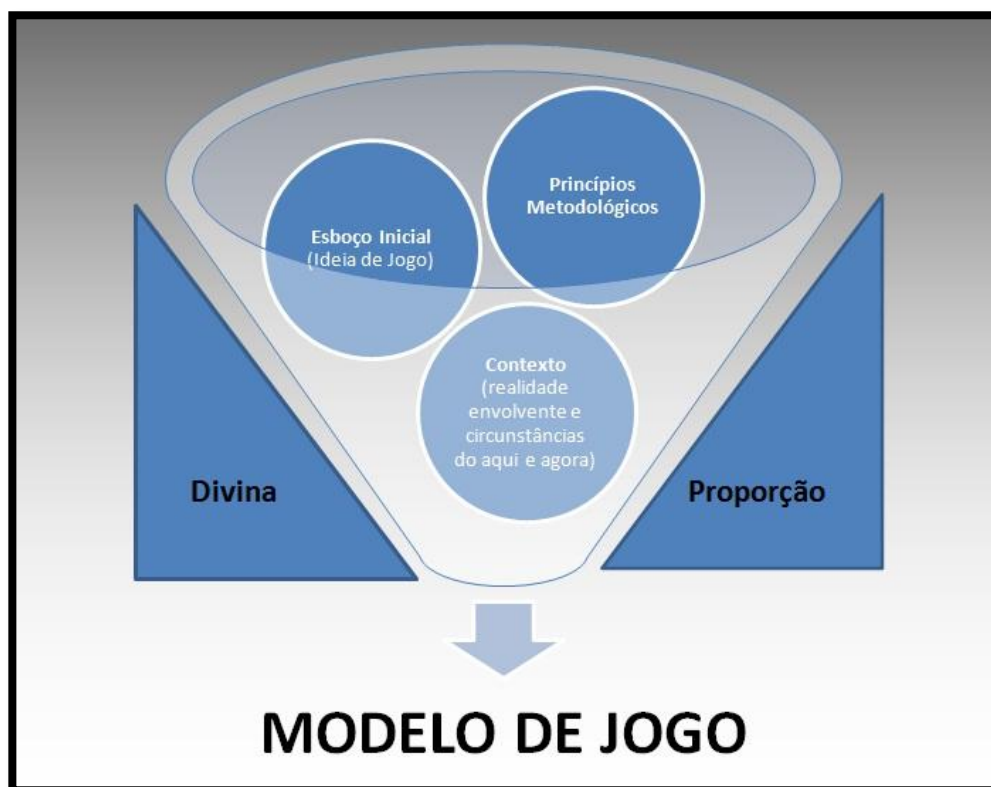 Princípios
Metodológicos
Esboço Inicial
(Ideia de Jogo)
Contexto
(realidade
envolvente e
circunstâncias
do aqui e agora)
Divina
Proporção
MODELO DE JOGO